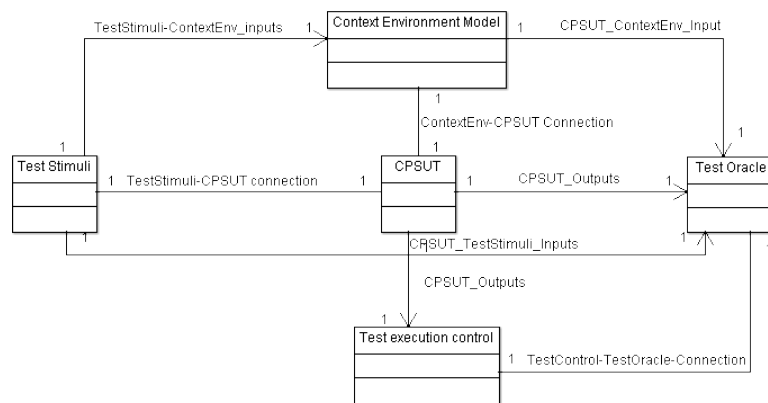 Context Environment Model
TestStimuli-ContextEnv_inputs
1
CPSUT_ContextEnv_Input
1
ContextEnv-CPSUT Connection
1
1
1
1
Test Stimuli
CPSUT
Test Oracle
1
TestStimuli-CPSUT connection
1
1
CPSUT_Outputs
1
1
CPSUT_TestStimuli_Inputs
1
CPSUT_Outputs
1
Test execution control
1
TestControl-TestOracle-Connection